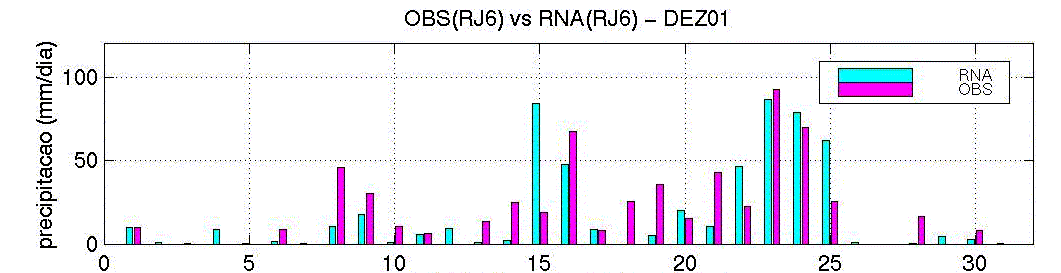 OBS(RJ6) vs RNA(RJ6) − DEZ01
precipitacao (mm/dia)
100
50
0
RNA
OBS
0 5 10 15 20 25 30